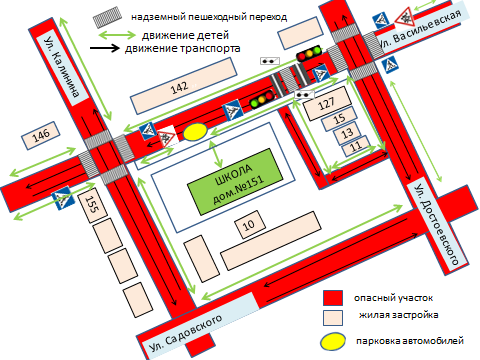 надземный пешеходный переход
движение детей
движение транспорта
Ул. Калинина
Ул. Васильевская
142
146
127
15
13
11
ШКОЛА
дом.№151
155
10
Ул. Достоевского
Ул. Садовского
опасный участок
жилая застройка
парковка автомобилей